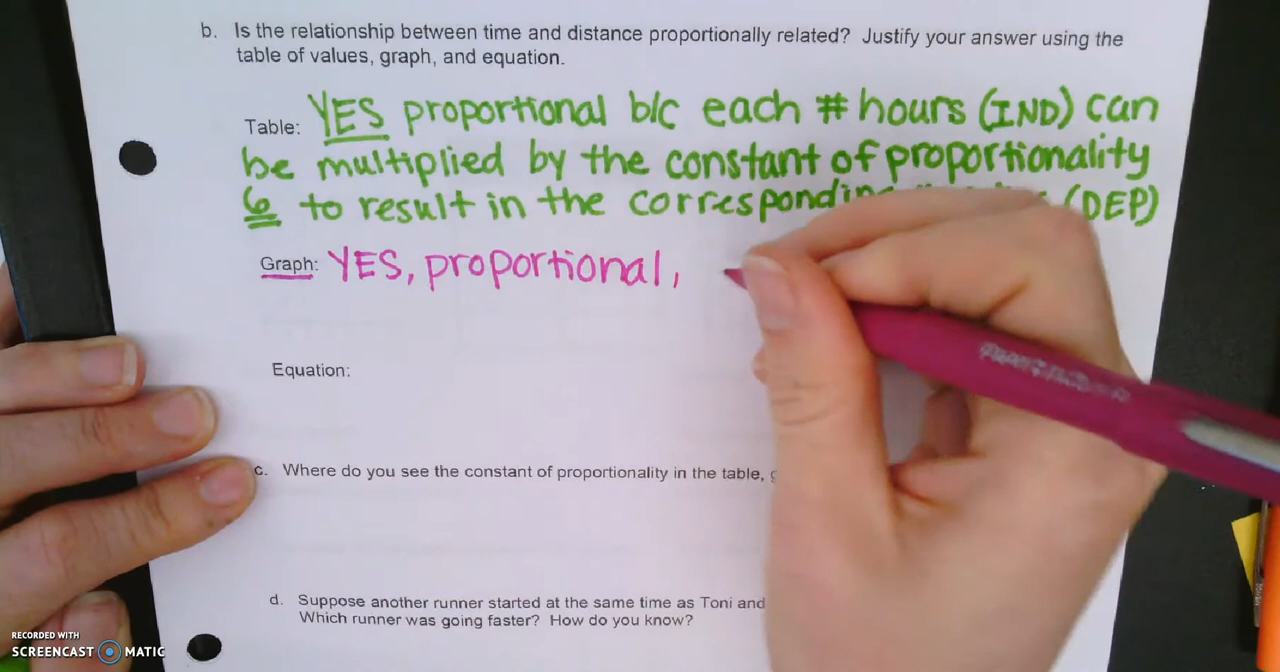 b. Is the relationship between time and distance proportionally related? Justify your answer using the
table of values, graph, and equation.
Table: YES proportional b/c each # hours (IND) can
be multiplied by the constant of proportionality
6 to result in the (DEP)
Graph: YES, proportional,
Equation:
c. Where do you see the constant of proportionality in the table,
d. Suppose another runner started at the same time as Toni and
Which runner was going faster? How do you know?
RECORDED WITH
SCREENCAST MATIC